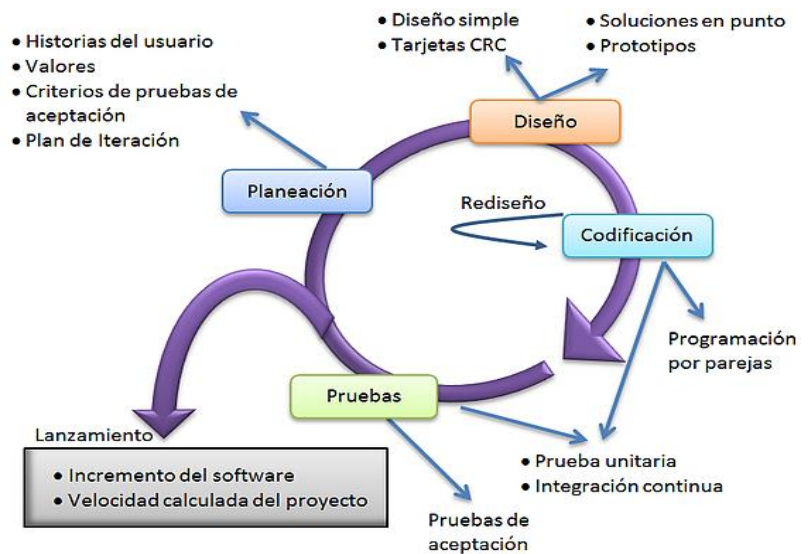 • Historias del usuario
• Valores
• Criterios de pruebas de
aceptación
• Plan de Iteración
• Diseño simple
• Tarjetas CRC
• Soluciones en punto
• Prototipos
Diseño
Planeación
Rediseño
Codificación
Programación
por parejas
Pruebas
Lanzamiento
• Incremento del software
• Velocidad calculada del proyecto
• Prueba unitaria
• Integración continua
Pruebas de
aceptación